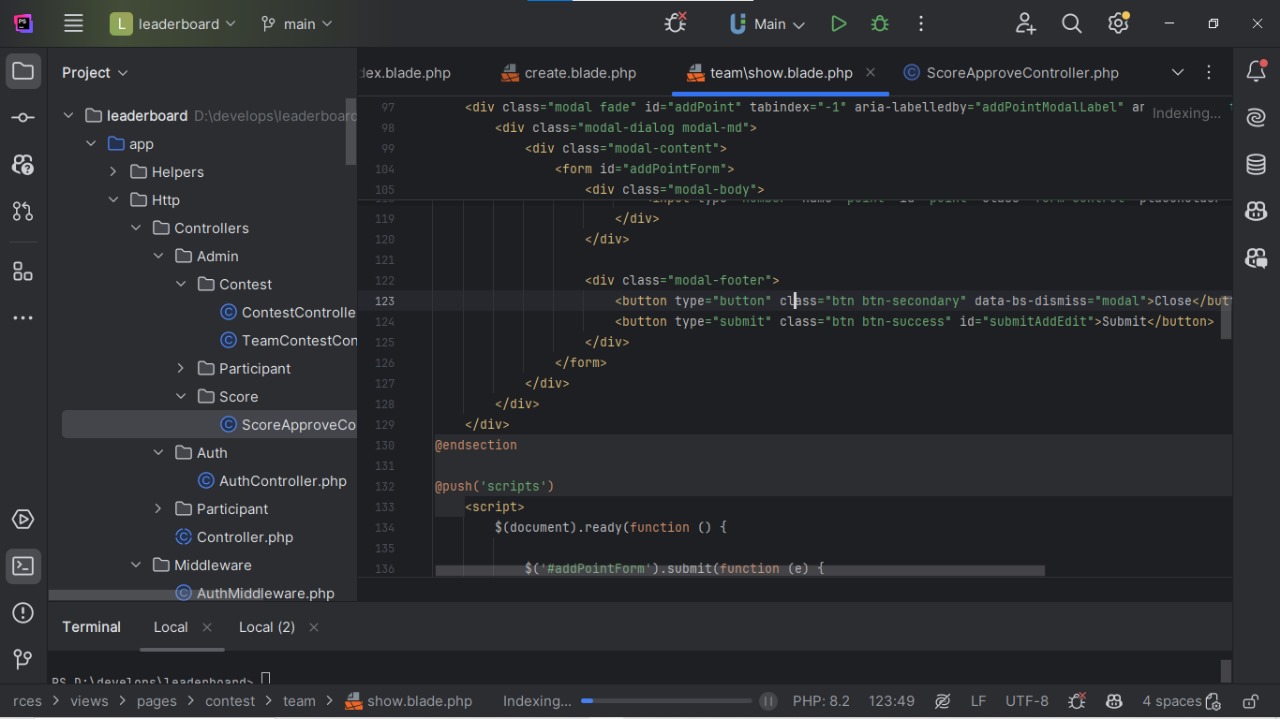 L leaderboard main Main
Project
dex.blade.php create.blade.php team\show.blade.php ScoreApproveController.php
leaderboard D:\develops\leaderboard
app
Helpers
Http
Controllers
Admin
Contest
ContestControlle
TeamContestCon
Participant
Score
ScoreApproveCo
Auth
AuthController.php
Participant
Controller.php
Middleware
AuthMiddleware.php
Indexing...
97 <div class="modal fade" id="addPoint" tabindex="-1" aria-labelledby="addPointModalLabel" ar
98 <div class="modal-dialog modal-md">
99 <div class="modal-content">
104 <form id="addPointForm">
105 <div class="modal-body">
119 </div>
120 </div>
121
122 <div class="modal-footer">
123 <button type="button" class="btn btn-secondary" data-bs-dismiss="modal">Close</butt
124 <button type="submit" class="btn btn-success" id="submitAddEdit">Submit</button>
125 </div>
126 </form>
127 </div>
128 </div>
129 </div>
130 @endsection
131
132 @push('scripts')
133 <script>
134 $(document).ready(function () {
135
136 $('#addPointForm').submit(function (e) {
Terminal Local Local (2)
PS D:\develops\leaderboard>
rces > views > pages > contest > team > show.blade.php Indexing... PHP: 8.2 123:49 LF UTF-8 4 spaces